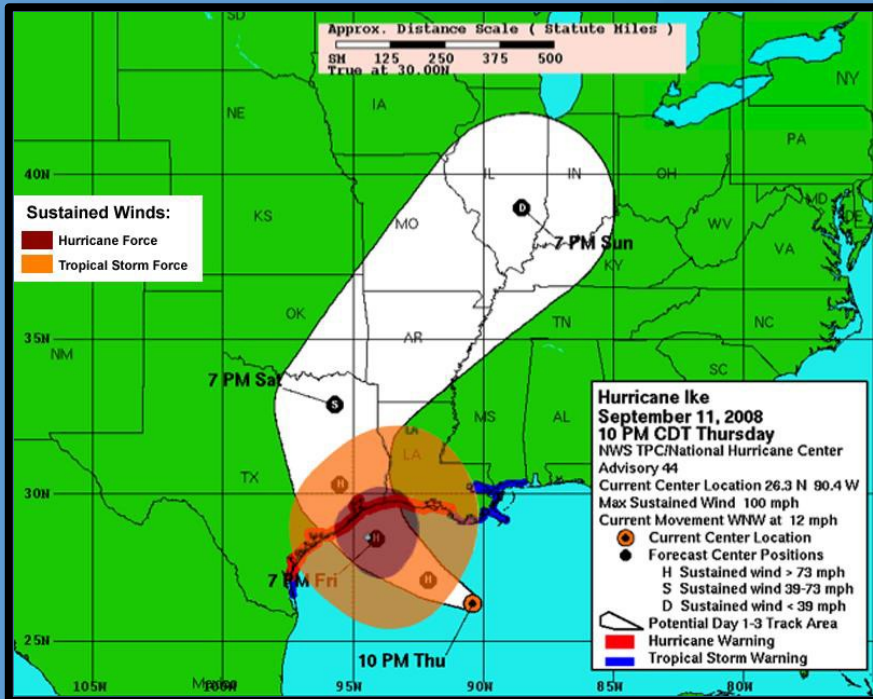 SD
Approx. Distance Scale ( Statute Miles )
SM 125 250 375 500
True at 30.00N
NY
NE
IA
PA
40N
IL
IN
OH
MD
DE
Sustained Winds:
Hurricane Force
Tropical Storm Force
KS
MO
D
WV
7 PM Sun
VA
KY
OK
35N
NM
AR
TN
NC
SC
7 PM Sat
S
MS
AL
LA
LA
TX
H
30N
H
7 PM Fri
H
25N
10 PM Thu
Mexico
105W
100W
95W
90W
85W
80W
Hurricane Ike
September 11, 2008
10 PM CDT Thursday
NWS TPC/National Hurricane Center
Advisory 44
Current Center Location 26.3 N 90.4 W
Max Sustained Wind 100 mph
Current Movement WNW at 12 mph
Current Center Location
Forecast Center Positions
H Sustained wind > 73 mph
S Sustained wind 39-73 mph
D Sustained wind < 39 mph
Potential Day 1-3 Track Area
Hurricane Warning
Tropical Storm Warning